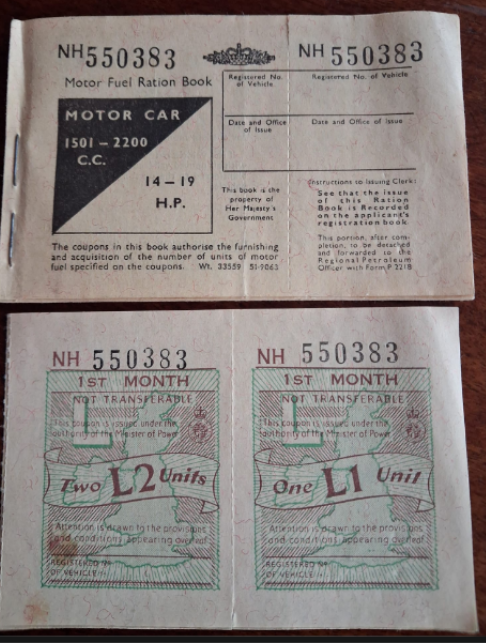 NH 550383
NH 550383
Motor Fuel Ration Book
Registered No. of Vehicle
Registered No. of Vehicle
MOTOR CAR
1501 – 2200
C.C.
14 – 19
H.P.
Date and Office of Issue
Date and Office of Issue
This book is the
property of
Her Majesty's
Government
Instructions to Issuing Clerk:
See that the issue
of this Ration
Book is Recorded
on the applicant's
registration book
This portion, after com-
pletion, to be detached
and forwarded to the
Regional Petroleum
Officer with Form P 221B
The coupons in this book authorise the furnishing
and acquisition of the number of units of motor
fuel specified on the coupons. Wt. 33559 51-9863
NH 550383
1ST MONTH
NOT TRANSFERABLE
L
This coupon is issued under the
authority of the Minister of Power
Two L2 Units
Attention is drawn to the provisions
and conditions appearing overleaf
REGISTERED No
OF VEHICLE
NH 550383
1ST MONTH
NOT TRANSFERABLE
L
This coupon is issued under the
authority of the Minister of Power
One L1 Unit
Attention is drawn to the provisions
and conditions appearing overleaf
REGISTERED No
OF VEHICLE